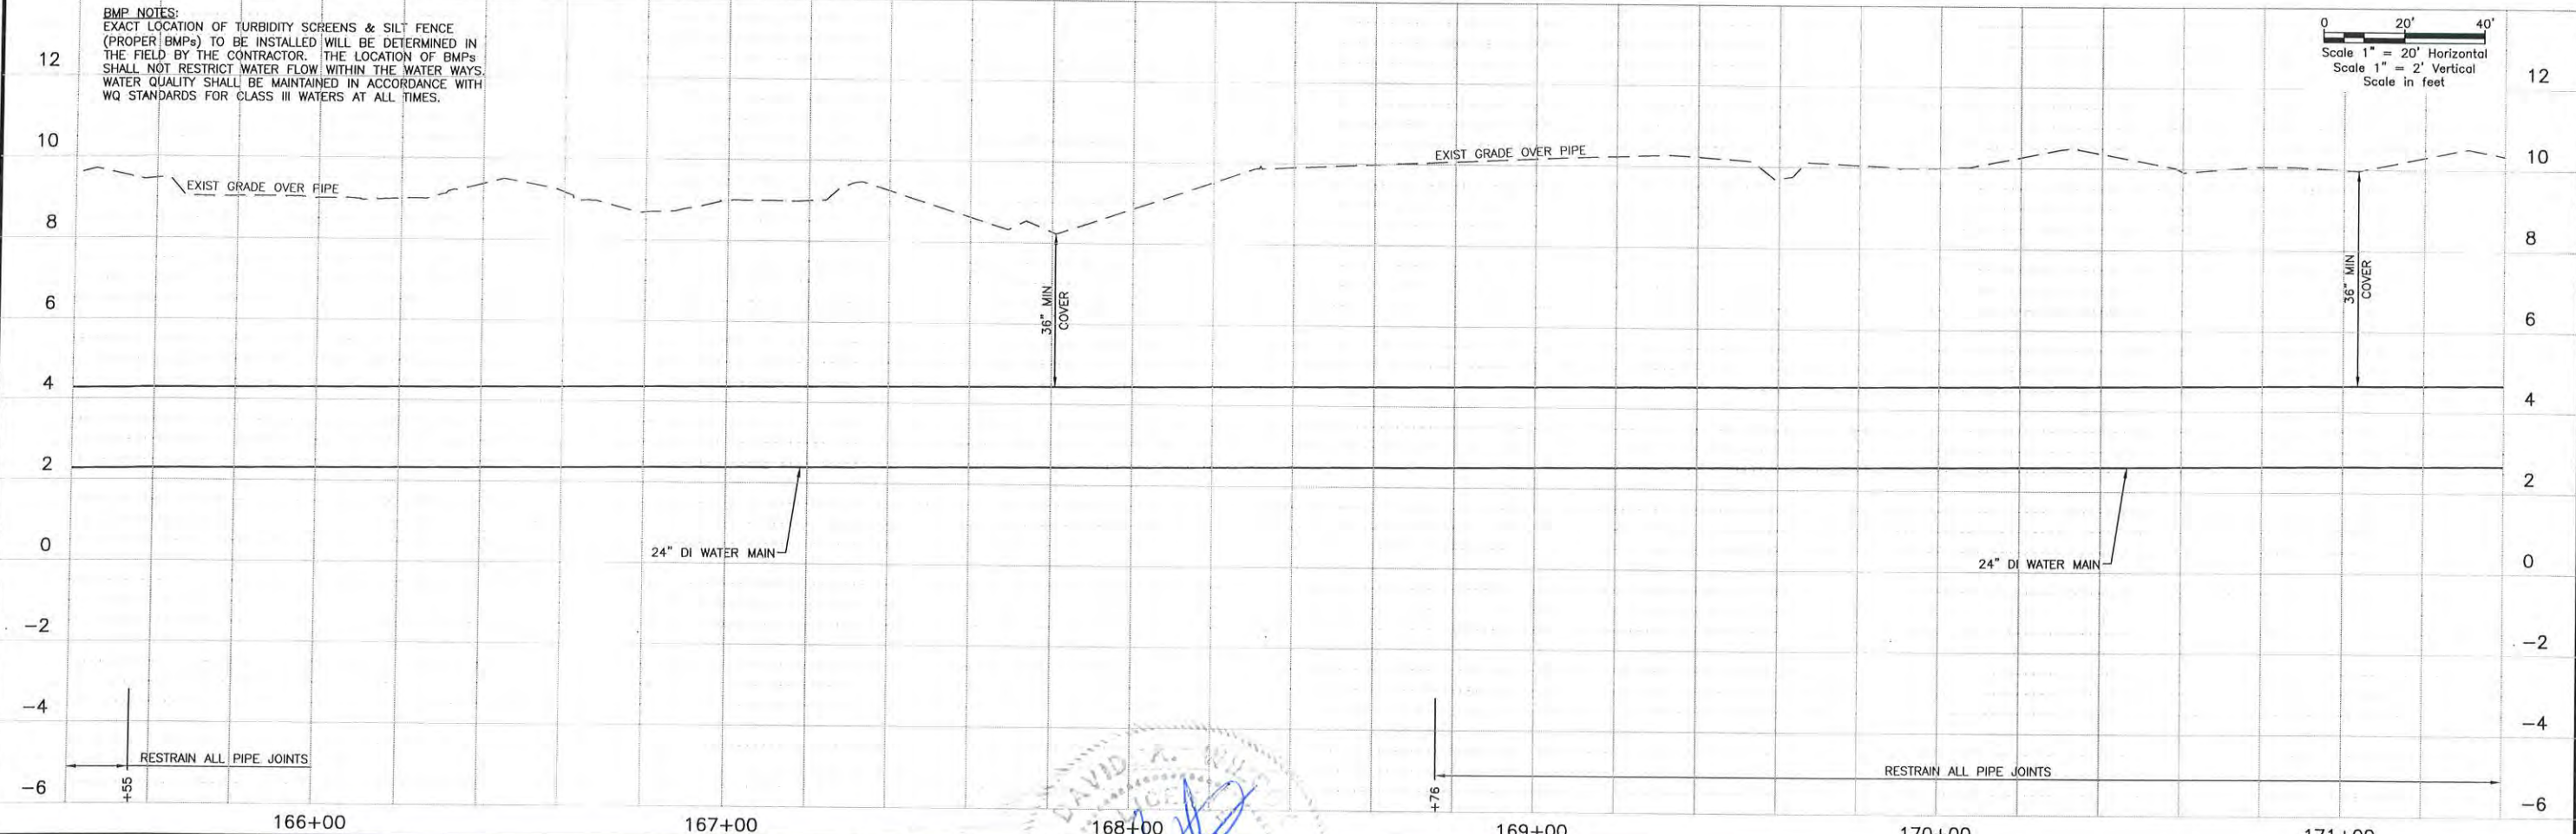 BMP NOTES:
EXACT LOCATION OF TURBIDITY SCREENS & SILT FENCE
(PROPER BMPs) TO BE INSTALLED WILL BE DETERMINED IN
THE FIELD BY THE CONTRACTOR. THE LOCATION OF BMPs
SHALL NOT RESTRICT WATER FLOW WITHIN THE WATER WAYS.
WATER QUALITY SHALL BE MAINTAINED IN ACCORDANCE WITH
WQ STANDARDS FOR CLASS III WATERS AT ALL TIMES.
0 20' 40'
Scale 1" = 20' Horizontal
Scale 1" = 2' Vertical
Scale in feet
12 12
10 10
EXIST GRADE OVER PIPE
EXIST GRADE OVER PIPE
8 8
36" MIN
COVER
36" MIN
COVER
6 6
4 4
2 2
24" DI WATER MAIN
24" DI WATER MAIN
0 0
-2 -2
-4 -4
RESTRAIN ALL PIPE JOINTS
+55
+76
RESTRAIN ALL PIPE JOINTS
-6 -6
DAVID
166+00 167+00 168+00 169+00 170+00 171+00